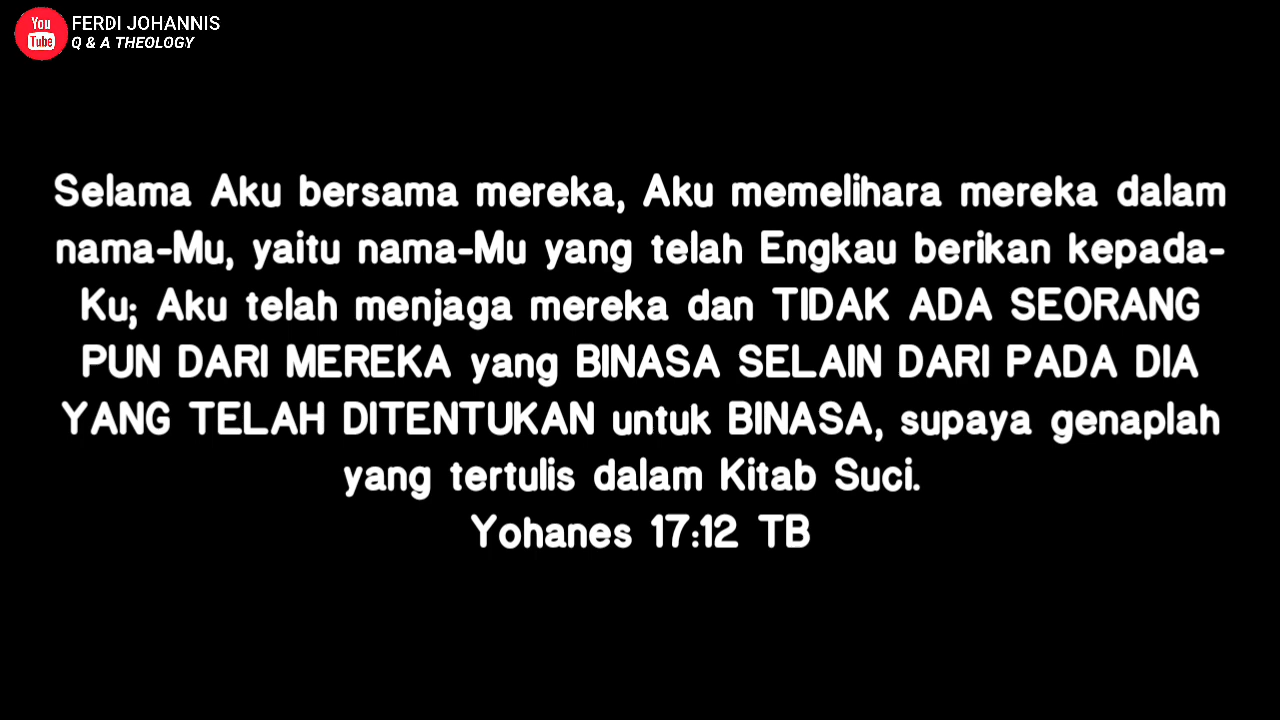 You
Tube
FERDI JOHANNIS
Q & A THEOLOGY
Selama Aku bersama mereka, Aku memelihara mereka dalam
nama-Mu, yaitu nama-Mu yang telah Engkau berikan kepada-
Ku; Aku telah menjaga mereka dan TIDAK ADA SEORANG
PUN DARI MEREKA yang BINASA SELAIN DARI PADA DIA
YANG TELAH DITENTUKAN untuk BINASA, supaya genaplah
yang tertulis dalam Kitab Suci.
Yohanes 17:12 TB